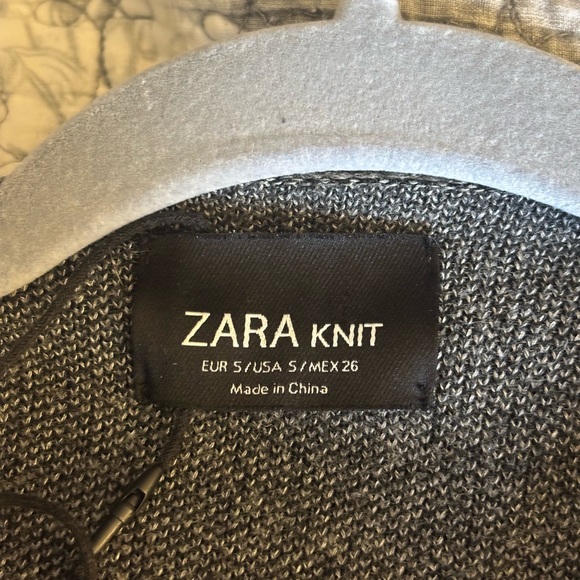 ZARA KNIT
EUR S/USA S/MEX 26
Made in China